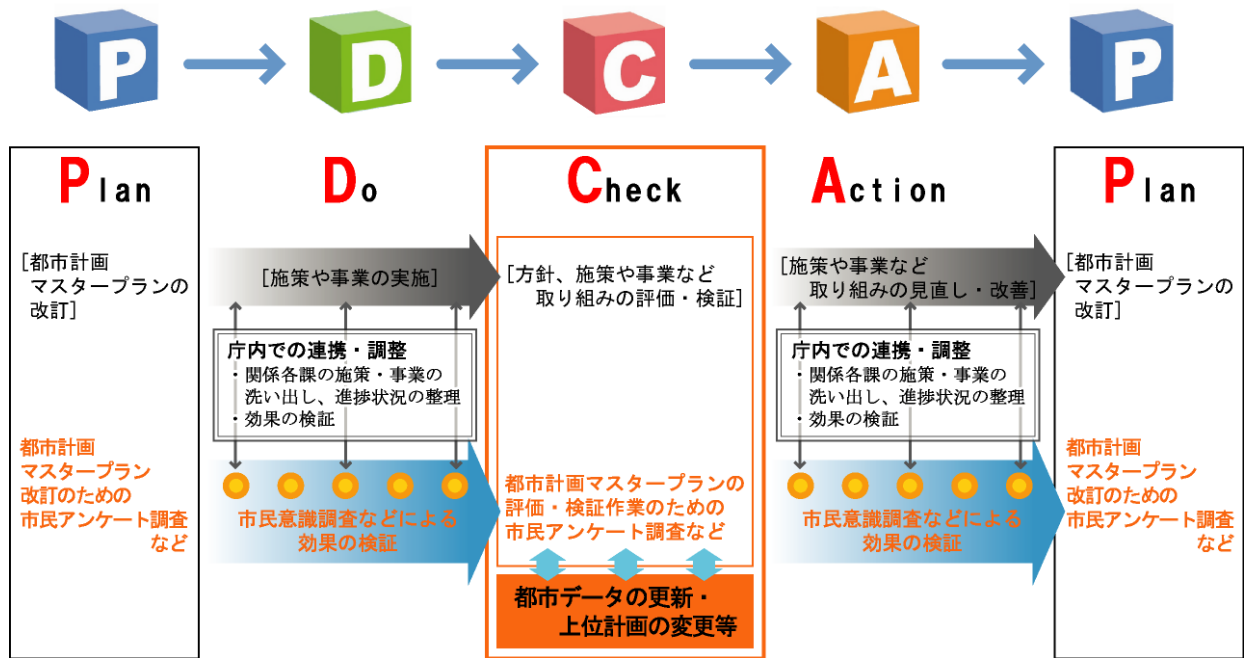 P
D
C
A
P
Plan
Do
Check
Action
Plan
[都市計画
マスタープランの
改訂]
[施策や事業の実施]
[方針、施策や事業など
取り組みの評価・検証]
[施策や事業など
取り組みの見直し・改善]
[都市計画
マスタープランの
改訂]
庁内での連携・調整
・関係各課の施策・事業の
洗い出し、進捗状況の整理
・効果の検証
庁内での連携・調整
・関係各課の施策・事業の
洗い出し、進捗状況の整理
・効果の検証
都市計画
マスタープラン
改訂のための
市民アンケート調査
など
市民意識調査などによる
効果の検証
都市計画マスタープランの
評価・検証作業のための
市民アンケート調査など
市民意識調査などによる
効果の検証
都市計画
マスタープラン
改訂のための
市民アンケート調査
など
都市データの更新・
上位計画の変更等